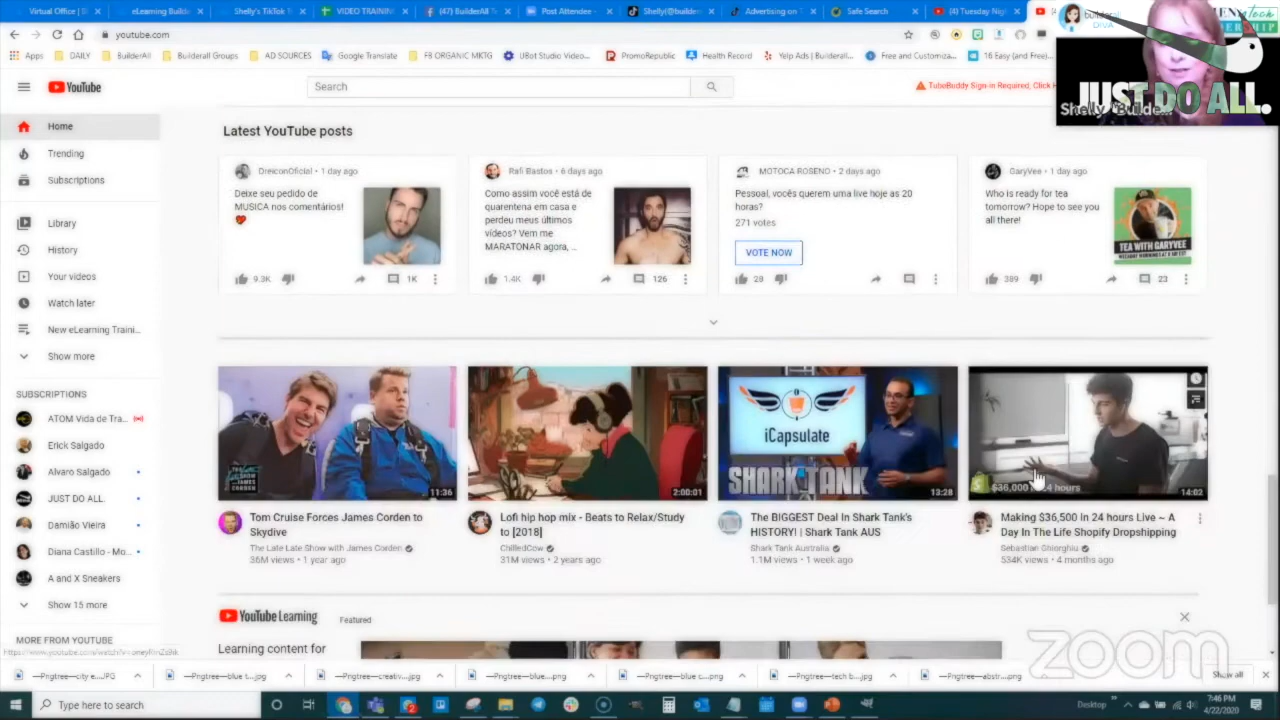 Virtual Office | B
eLearning Builde
Shelly's TikTok T
VIDEO TRAININ
(47) BuilderAll Te
Post Attendee -
Shelly(@builder
Advertising on T
Safe Search
(4) Tuesday Nig
youtube.com
builderall
DIVA
Apps
DAILY
BuilderAll
Builderall Groups
AD SOURCES
Google Translate
FB ORGANIC MKTG
UBot Studio Video...
PromoRepublic
Health Record
Yelp Ads | Builderall...
Free and Customiza...
16 Easy (and Free)...
YouTube
Search
TubeBuddy Sign-in Required, Click H
JUST DO ALL.
Shelly "Builde...
Home
Trending
Subscriptions
Library
History
Your videos
Watch later
New eLearning Traini...
Show more
SUBSCRIPTIONS
ATOM Vida de Tra...
Erick Salgado
Alvaro Salgado
JUST DO ALL.
Damião Vieira
Diana Castillo - Mo...
A and X Sneakers
Show 15 more
MORE FROM YOUTUBE
Latest YouTube posts
DreiconOficial • 1 day ago
Deixe seu pedido de
MUSICA nos comentários!
9.3K
1K
Rafi Bastos • 6 days ago
Como assim você está de
quarentena em casa e
perdeu meus últimos
vídeos? Vem me
MARATONAR agora, ...
1.4K
126
MOTOCA ROSENO • 2 days ago
Pessoal, vocês querem uma live hoje as 20
horas?
271 votes
VOTE NOW
28
GaryVee • 1 day ago
Who is ready for tea
tomorrow? Hope to see you
all there!
TEA WITH GARYVEE
389
23
11:36
Tom Cruise Forces James Corden to
Skydive
The Late Late Show with James Corden
36M views • 1 year ago
2:00:01
Lofi hip hop mix - Beats to Relax/Study
to [2018]
ChilledCow
31M views • 2 years ago
iCapsulate
SHARK TANK
13:28
The BIGGEST Deal In Shark Tank's
HISTORY! | Shark Tank AUS
Shark Tank Australia
1.1M views • 1 week ago
14:02
Making $36,500 in 24 hours Live ~ A
Day In The Life Shopify Dropshipping
Sebastian Ghiorghiu
534K views • 4 months ago
YouTube Learning
Featured
Learning content for
zoom
—Pngtree—city e...JPG
—Pngtree—blue t...jpg
—Pngtree—creativ...jpg
—Pngtree—blue...png
—Pngtree—blue c...png
—Pngtree—tech b...jpg
—Pngtree—abstr...png
Show all
Type here to search
Desktop
7:46 PM
4/22/2020